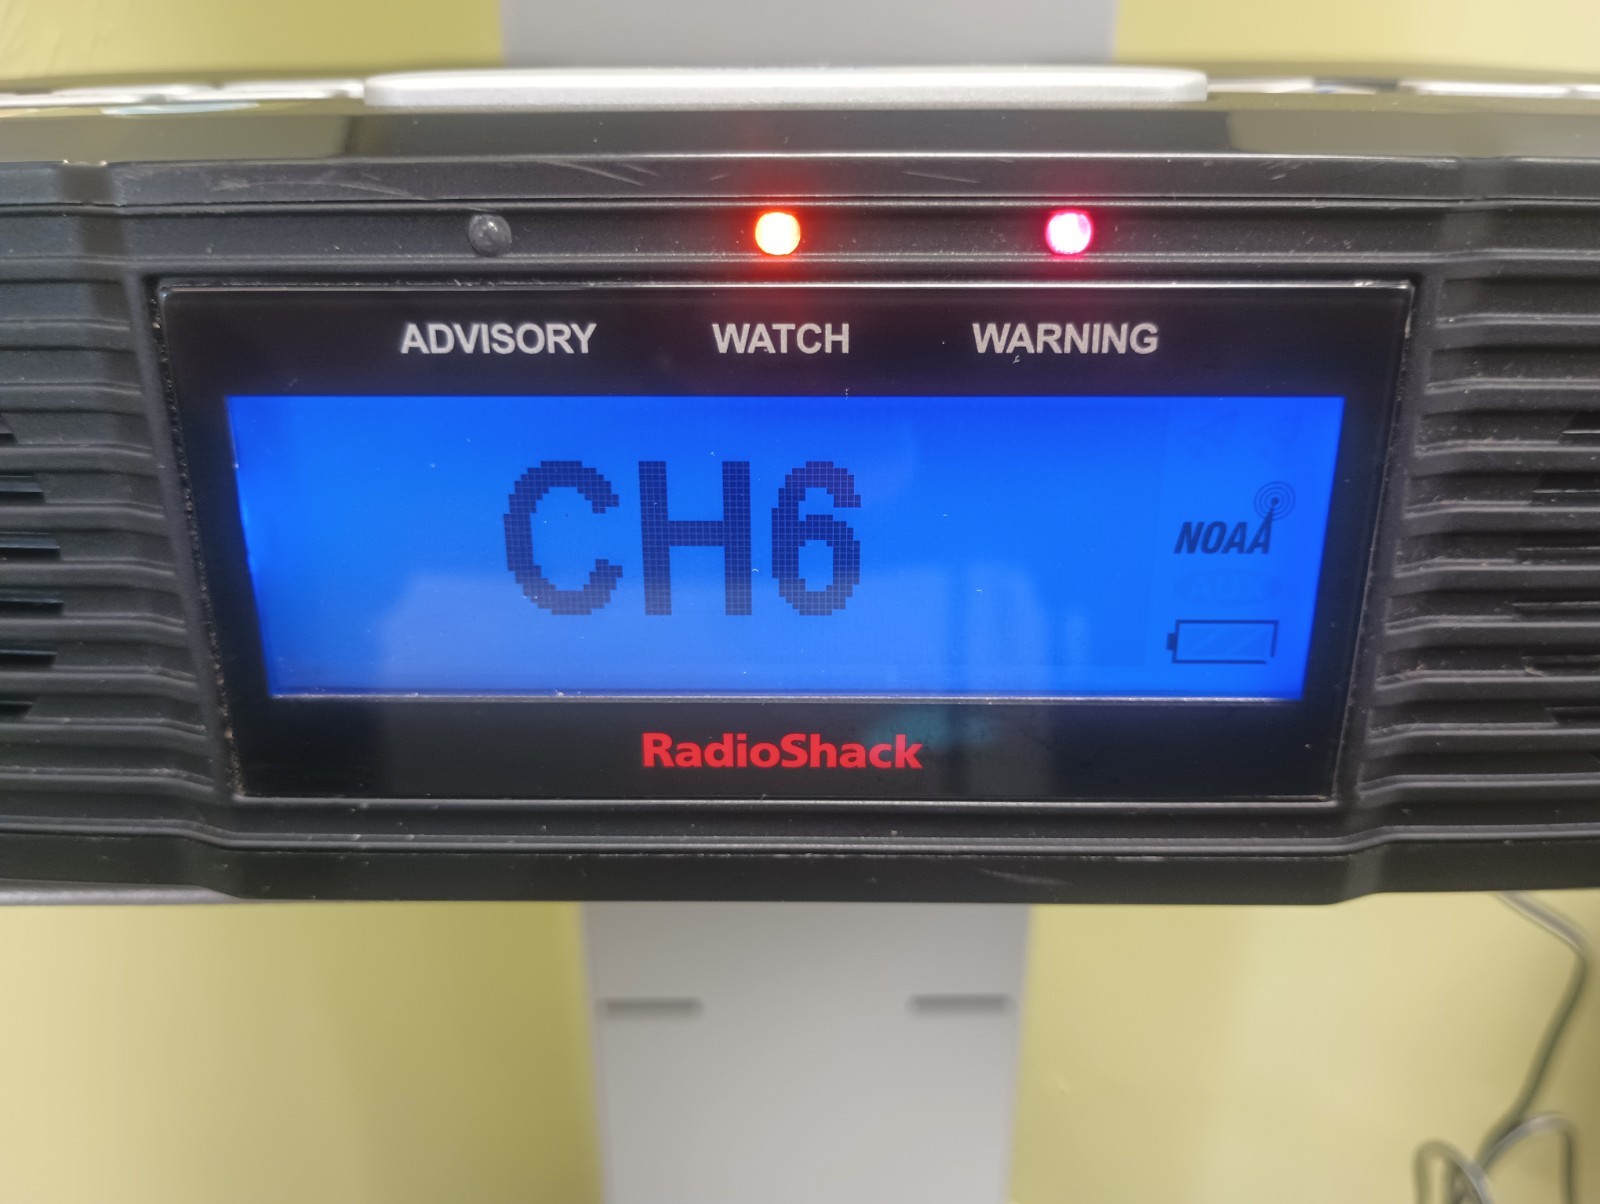 ADVISORY WATCH WARNING
CH6
NOAA
RadioShack